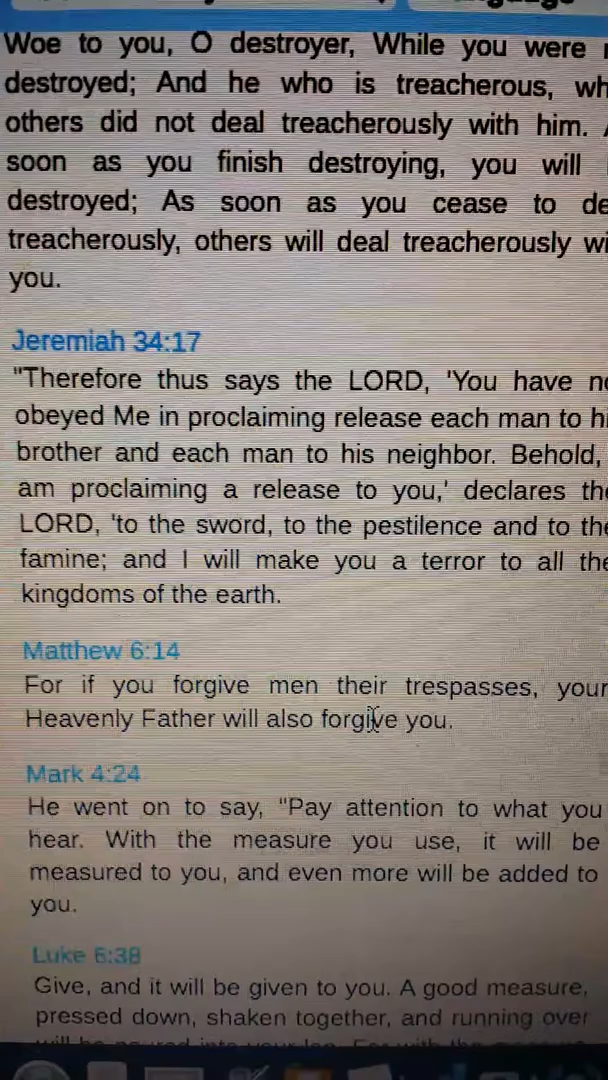 Woe to you, O destroyer, While you were
destroyed; And he who is treacherous,
others did not deal treacherously with him.
soon as you finish destroying, you will
destroyed; As soon as you cease to
treacherously, others will deal treacherously
you.
Jeremiah 34:17
"Therefore thus says the LORD, 'You have
obeyed Me in proclaiming release each man to
brother and each man to his neighbor. Behold,
am proclaiming a release to you,' declares
LORD, 'to the sword, to the pestilence and to
famine; and I will make you a terror to all
kingdoms of the earth.
Matthew 6:14
For if you forgive men their trespasses, your
Heavenly Father will also forgive you.
Mark 4:24
He went on to say, "Pay attention to what you
hear. With the measure you use, it will be
measured to you, and even more will be added to
you.
Luke 6:38
Give, and it will be given to you. A good measure,
pressed down, shaken together, and running over